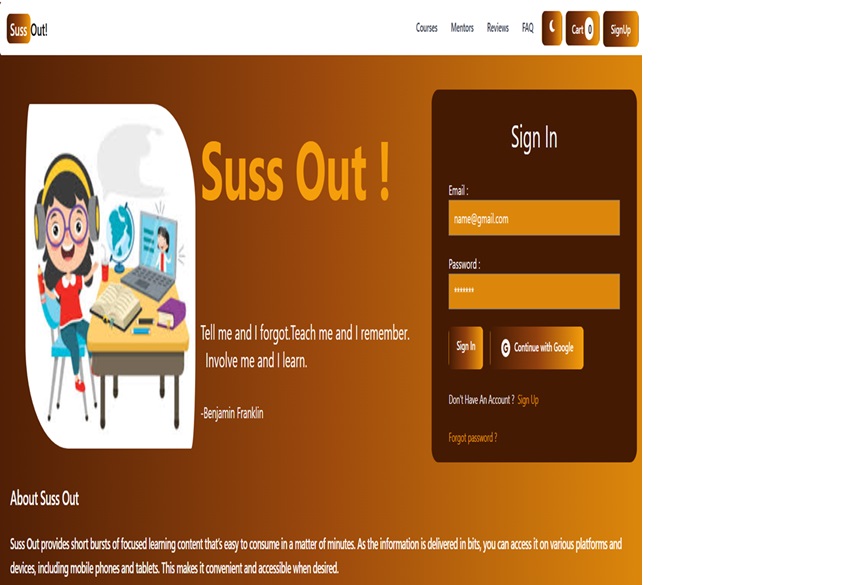 Suss Out!
Courses Mentors Reviews FAQ Cart 0 SignUp
Suss Out !
Tell me and I forgot.Teach me and I remember.
Involve me and I learn.
-Benjamin Franklin
Sign In
Email :
name@gmail.com
Password :
*******
Sign In G Continue with Google
Don't Have An Account ? Sign Up
Forgot password ?
About Suss Out
Suss Out provides short bursts of focused learning content that's easy to consume in a matter of minutes. As the information is delivered in bits, you can access it on various platforms and
devices, including mobile phones and tablets. This makes it convenient and accessible when desired.